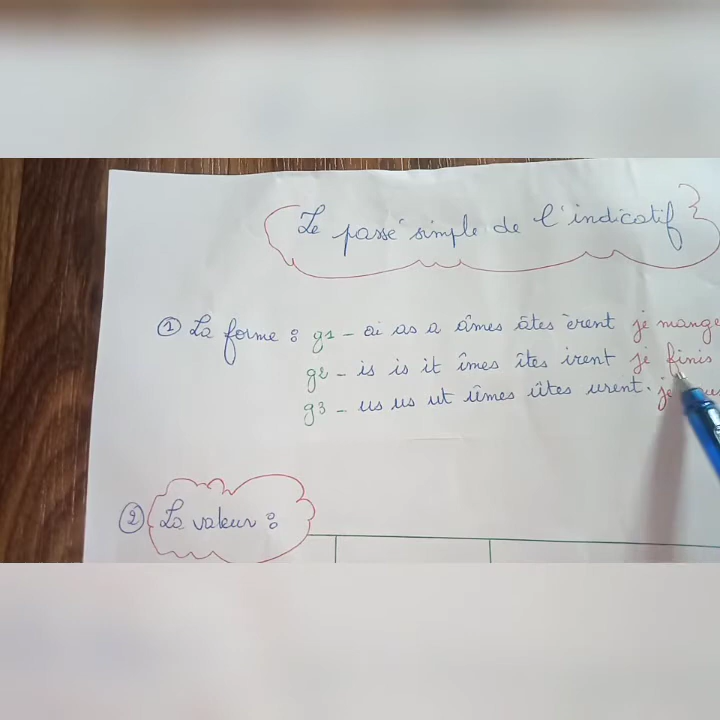 Le passé simple de l'indicatif
① La forme : g1 - ai as a âmes âtes èrent je mange
g2 - is is it îmes îtes irent je finis
g3 - us us ut ûmes ûtes urent. je
② La valeur :